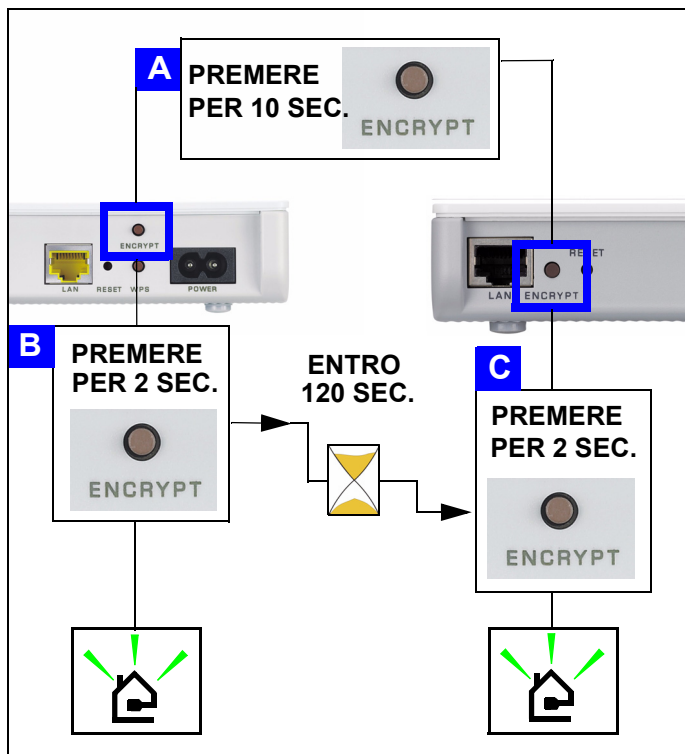 A
PREMERE
PER 10 SEC.
ENCRYPT
ENCRYPT
LAN
RESET
WPS
POWER
RESET
LAN
ENCRYPT
B
PREMERE
PER 2 SEC.
ENCRYPT
ENTRO
120 SEC.
C
PREMERE
PER 2 SEC.
ENCRYPT